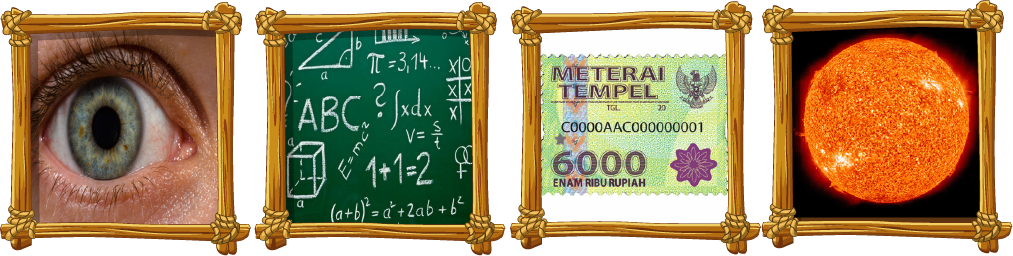 c
b
a
π=3,14...
x|O
x|x
x
ABC
?
∫xdx
v=s/t
E=mc²
1+1=2
a
a
(a+b)²=a²+2ab+b²
METERAI
TEMPEL
TGL. 20
C0000AAC000000001
6000
ENAM RIBU RUPIAH